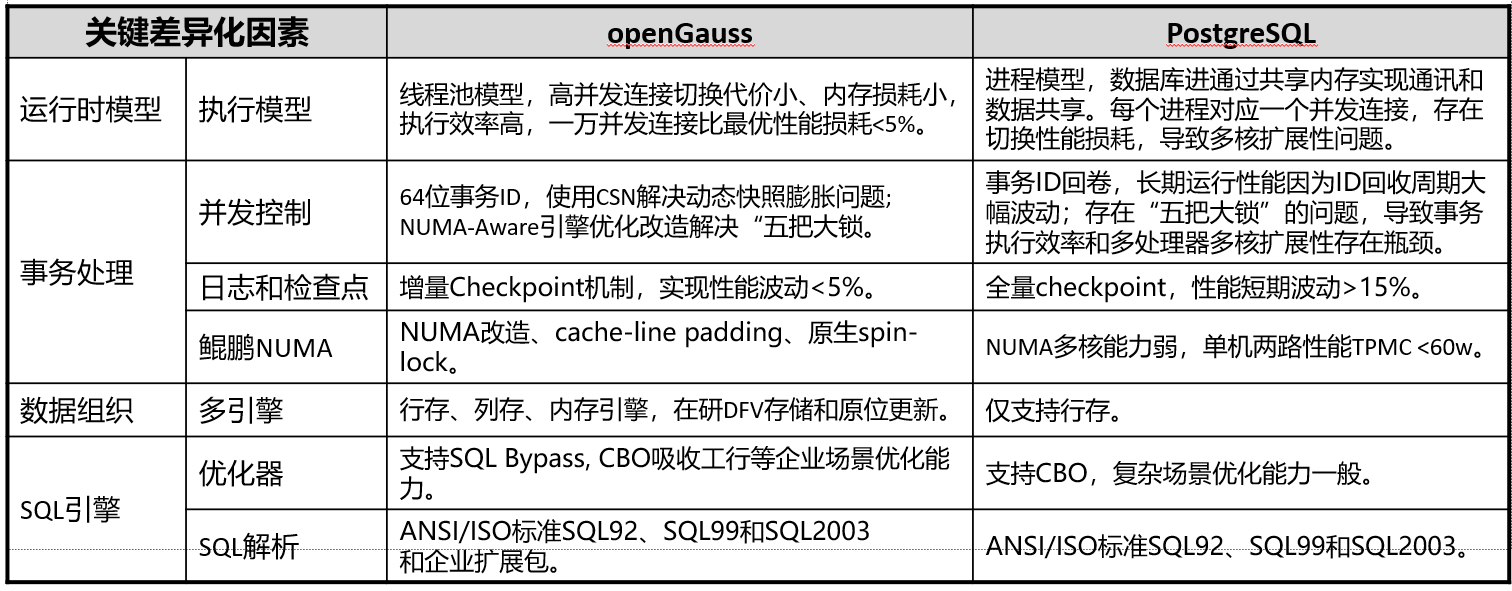 关键差异化因素 openGauss PostgreSQL
运行时模型 执行模型
线程池模型，高并发连接切换代价小、内存损耗小，
执行效率高，一万并发连接比最优性能损耗<5%。
进程模型，数据库进通过共享内存实现通讯和
数据共享。每个进程对应一个并发连接，存在
切换性能损耗，导致多核扩展性问题。
事务处理
并发控制
64位事务ID，使用CSN解决动态快照膨胀问题;
NUMA-Aware引擎优化改造解决“五把大锁。
事务ID回卷，长期运行性能因为ID回收周期大
幅波动；存在“五把大锁”的问题，导致事务
执行效率和多处理器多核扩展性存在瓶颈。
日志和检查点
增量Checkpoint机制，实现性能波动<5%。
全量checkpoint，性能短期波动>15%。
鲲鹏NUMA
NUMA改造、cache-line padding、原生spin-
lock。
NUMA多核能力弱，单机两路性能TPMC <60w。
数据组织 多引擎
行存、列存、内存引擎，在研DFV存储和原位更新。
仅支持行存。
SQL引擎
优化器
支持SQL Bypass, CBO吸收工行等企业场景优化能
力。
支持CBO，复杂场景优化能力一般。
SQL解析
ANSI/ISO标准SQL92、SQL99和SQL2003
和企业扩展包。
ANSI/ISO标准SQL92、SQL99和SQL2003。